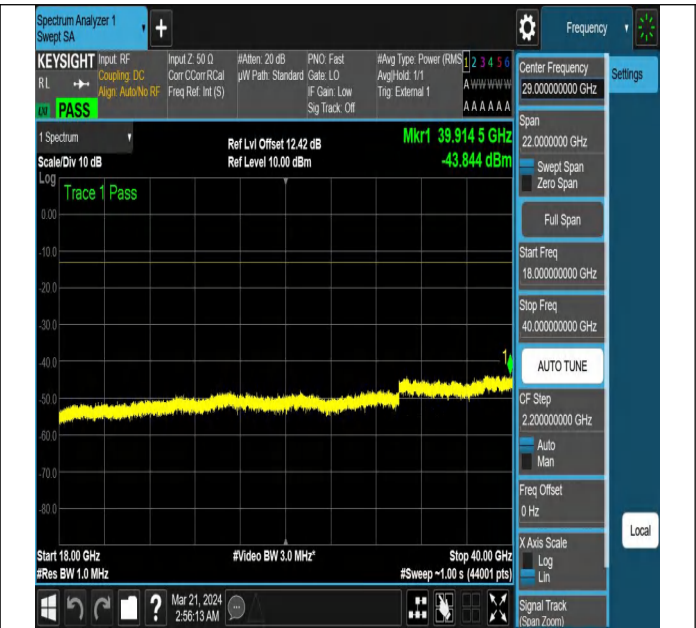 Spectrum Analyzer 1
Swept SA
+
Frequency
KEYSIGHT
Input: RF
Input Z: 50 Ω
#Atten: 20 dB
PNO: Fast
#Avg Type: Power (RMS
1 2 3 4 5 6
RL
Coupling: DC
Corr CCorr RCal
µW Path: Standard
Gate: LO
Avg|Hold: 1/1
A W W W W W
Align: Auto/No RF
Freq Ref: Int (S)
IF Gain: Low
Trig: External 1
Sig Track: Off
A A A A A A
PASS
1 Spectrum
Ref Lvl Offset 12.42 dB
Mkr1 39.914 5 GHz
Scale/Div 10 dB
Ref Level 10.00 dBm
-43.844 dBm
Log
Trace 1 Pass
0.00
-10.0
-20.0
-30.0
-40.0
-50.0
-60.0
-70.0
-80.0
1
Start 18.00 GHz
#Video BW 3.0 MHz*
Stop 40.00 GHz
#Res BW 1.0 MHz
#Sweep ~1.00 s (44001 pts)
?
Mar 21, 2024
2:56:13 AM
Center Frequency
29.000000000 GHz
Settings
Span
22.0000000 GHz
Swept Span
Zero Span
Full Span
Start Freq
18.000000000 GHz
Stop Freq
40.000000000 GHz
AUTO TUNE
CF Step
2.200000000 GHz
Auto
Man
Freq Offset
0 Hz
X Axis Scale
Log
Lin
Local
Signal Track
(Span Zoom)